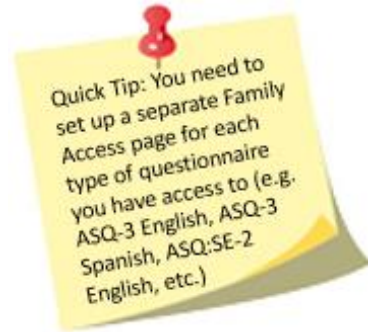 Quick Tip: You need to
set up a separate Family
Access page for each
type of questionnaire
you have access to (e.g.
ASQ-3 English, ASQ-3
Spanish, ASQ:SE-2
English, etc.)